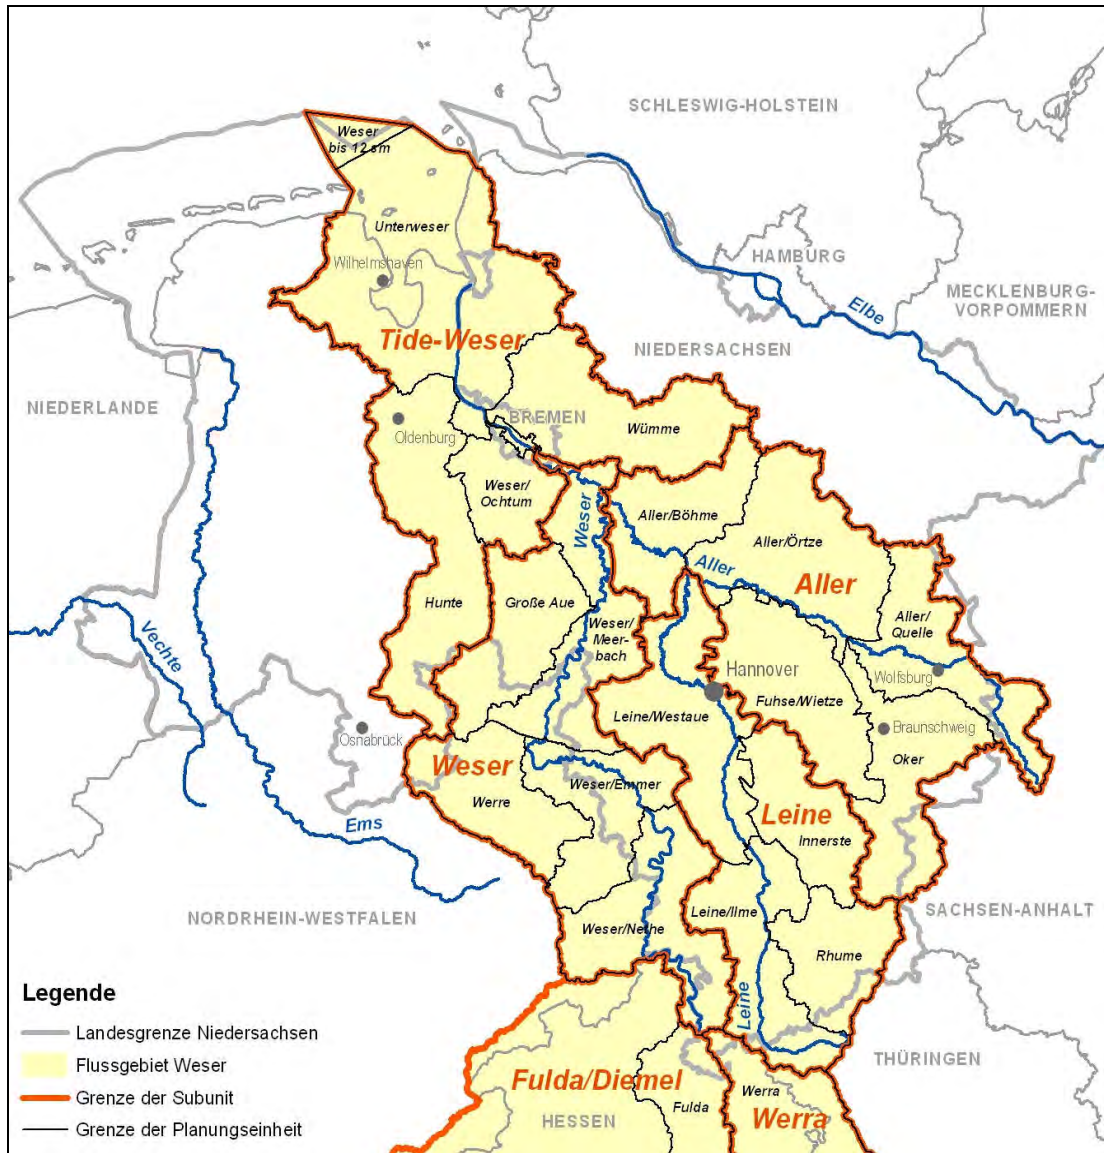 SCHLESWIG-HOLSTEIN
Weser
bis 12 sm
Unterweser
Wilhelmshaven
HAMBURG
MECKLENBURG-
VORPOMMERN
Elbe
Tide-Weser
NIEDERSACHSEN
NIEDERLANDE
BREMEN
Oldenburg
Wümme
Weser/
Ochtum
Weser
Aller/Böhme
Aller/Örtze
Aller
Aller
Hunte
Große Aue
Aller/
Quelle
Vechte
Weser/
Meer-
bach
Hannover
Wolfsburg
Fuhse/Wietze
Leine/Westaue
Osnabrück
Braunschweig
Oker
Weser
Weser/Emmer
Werre
Leine
Ems
Innerste
NORDRHEIN-WESTFALEN
Leine/Ilme
SACHSEN-ANHALT
Weser/Nethe
Rhume
Leine
THÜRINGEN
Fulda/Diemel
Werra
Fulda
HESSEN
Werra
Legende
Landesgrenze Niedersachsen
Flussgebiet Weser
Grenze der Subunit
Grenze der Planungseinheit